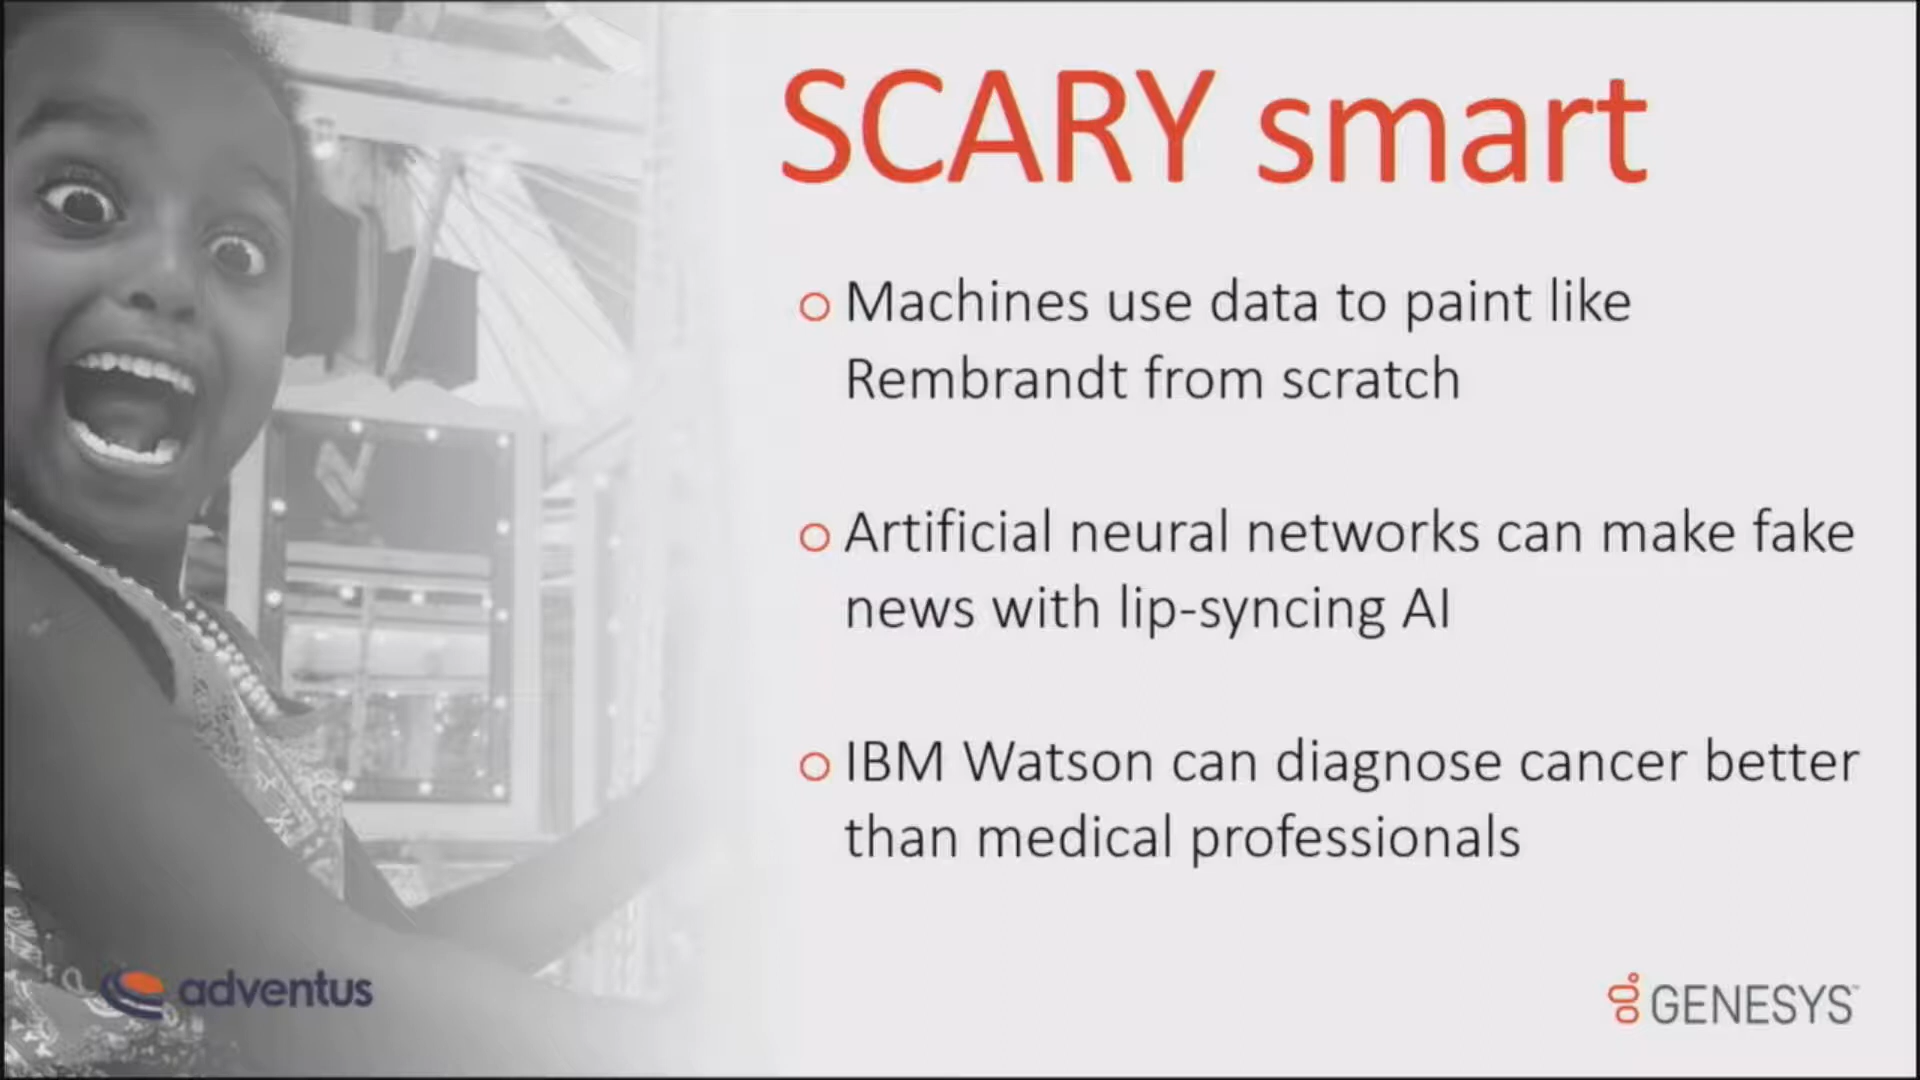 SCARY smart
Machines use data to paint like
Rembrandt from scratch
Artificial neural networks can make fake
news with lip-syncing AI
IBM Watson can diagnose cancer better
than medical professionals
adventus
GENESYS™